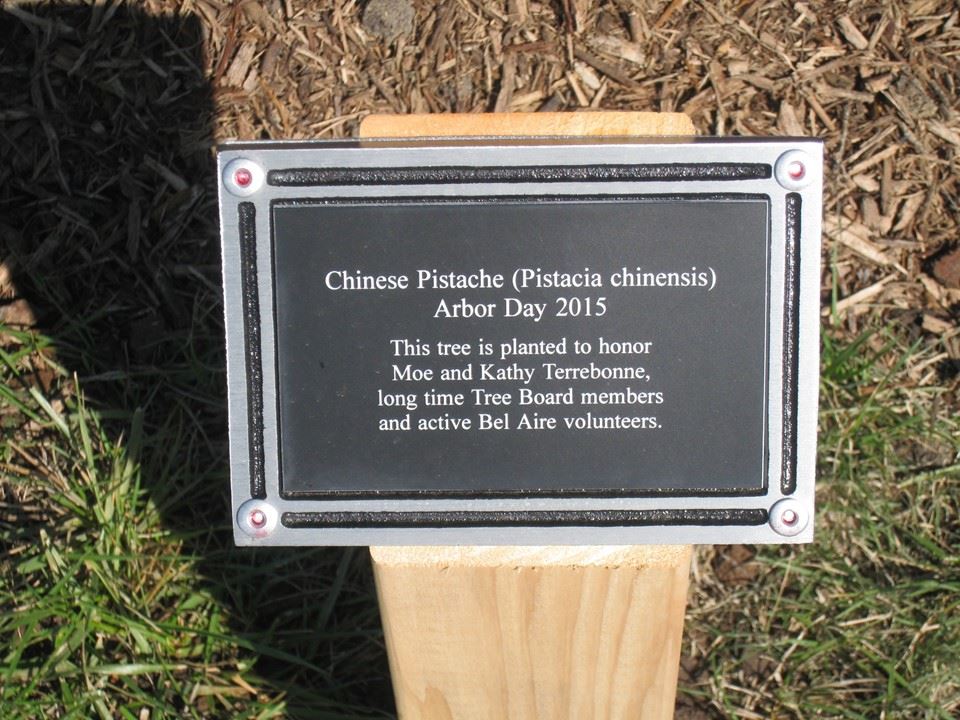 Chinese Pistache (Pistacia chinensis)
Arbor Day 2015
This tree is planted to honor
Moe and Kathy Terrebonne,
long time Tree Board members
and active Bel Aire volunteers.